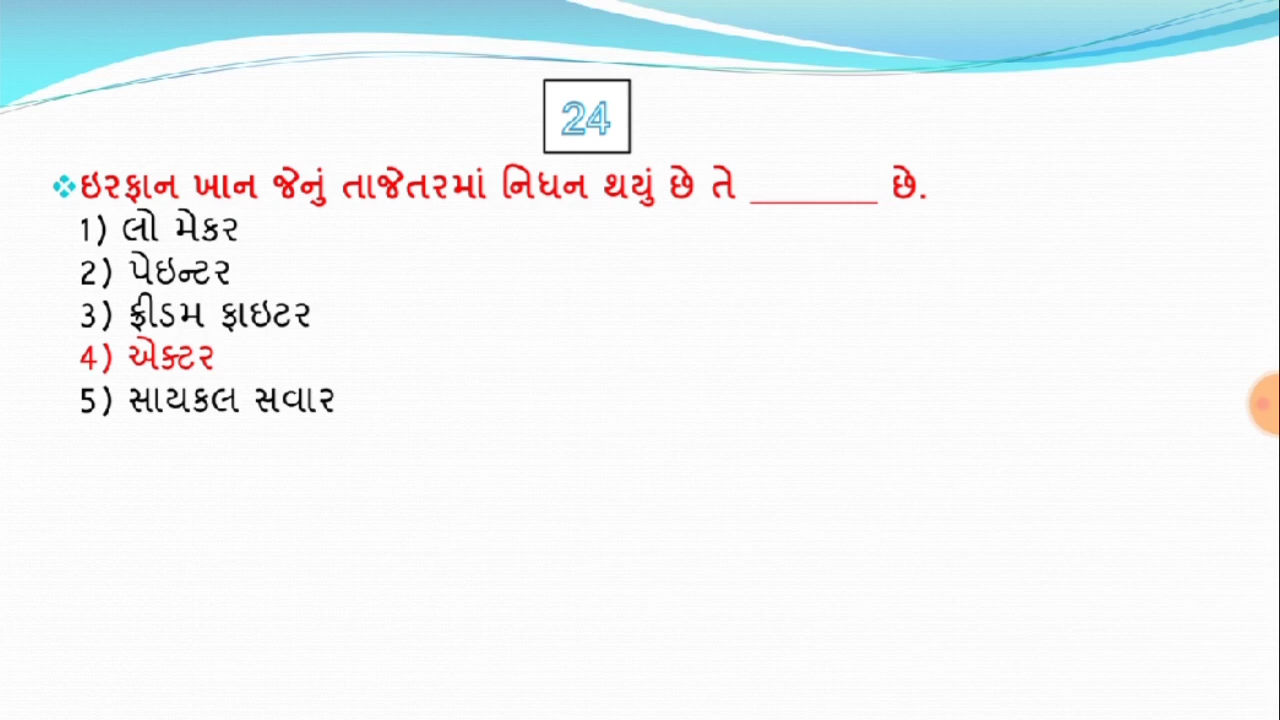 24
ઇરફાન ખાન જેનું તાજેતરમાં નિધન થયું છે તે _______ છે.
1) લો મેકર
2) પેઇન્ટર
3) ફ્રીડમ ફાઇટર
4) એક્ટર
5) સાયકલ સવાર